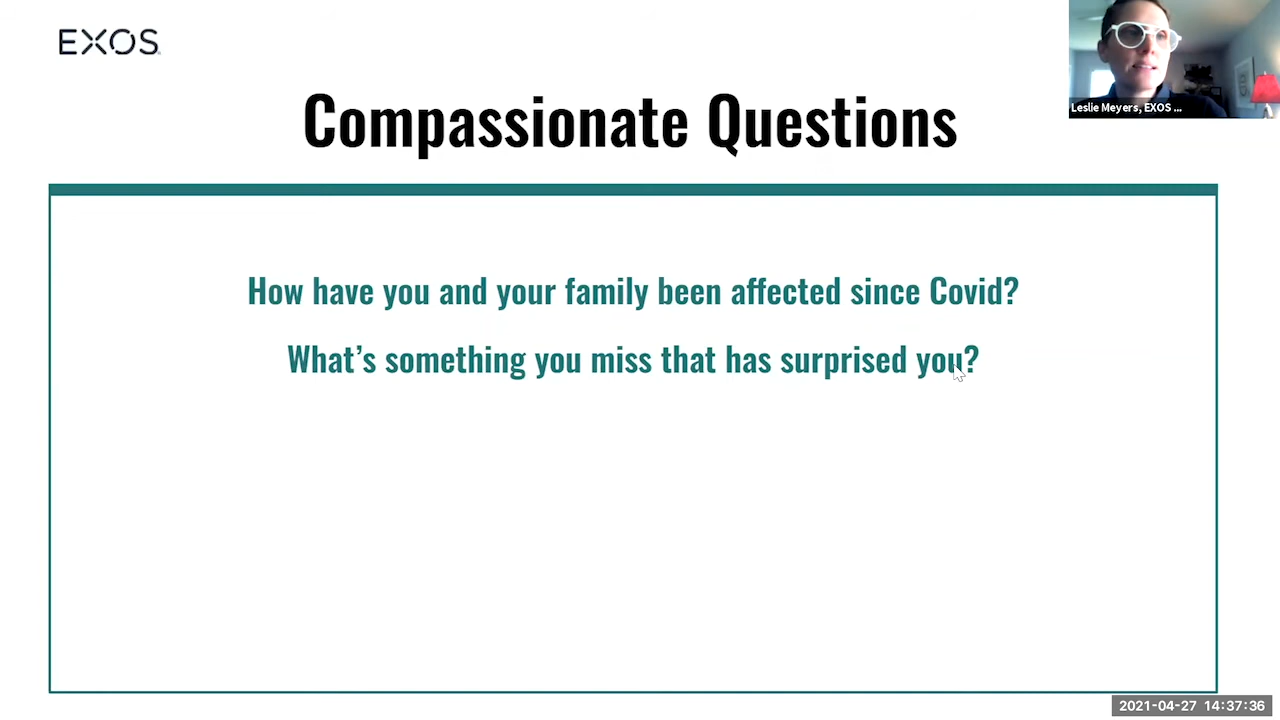 EXOS
Leslie Meyers, EXOS ...
Compassionate Questions
How have you and your family been affected since Covid?
What's something you miss that has surprised you?
2021-04-27 14:37:36